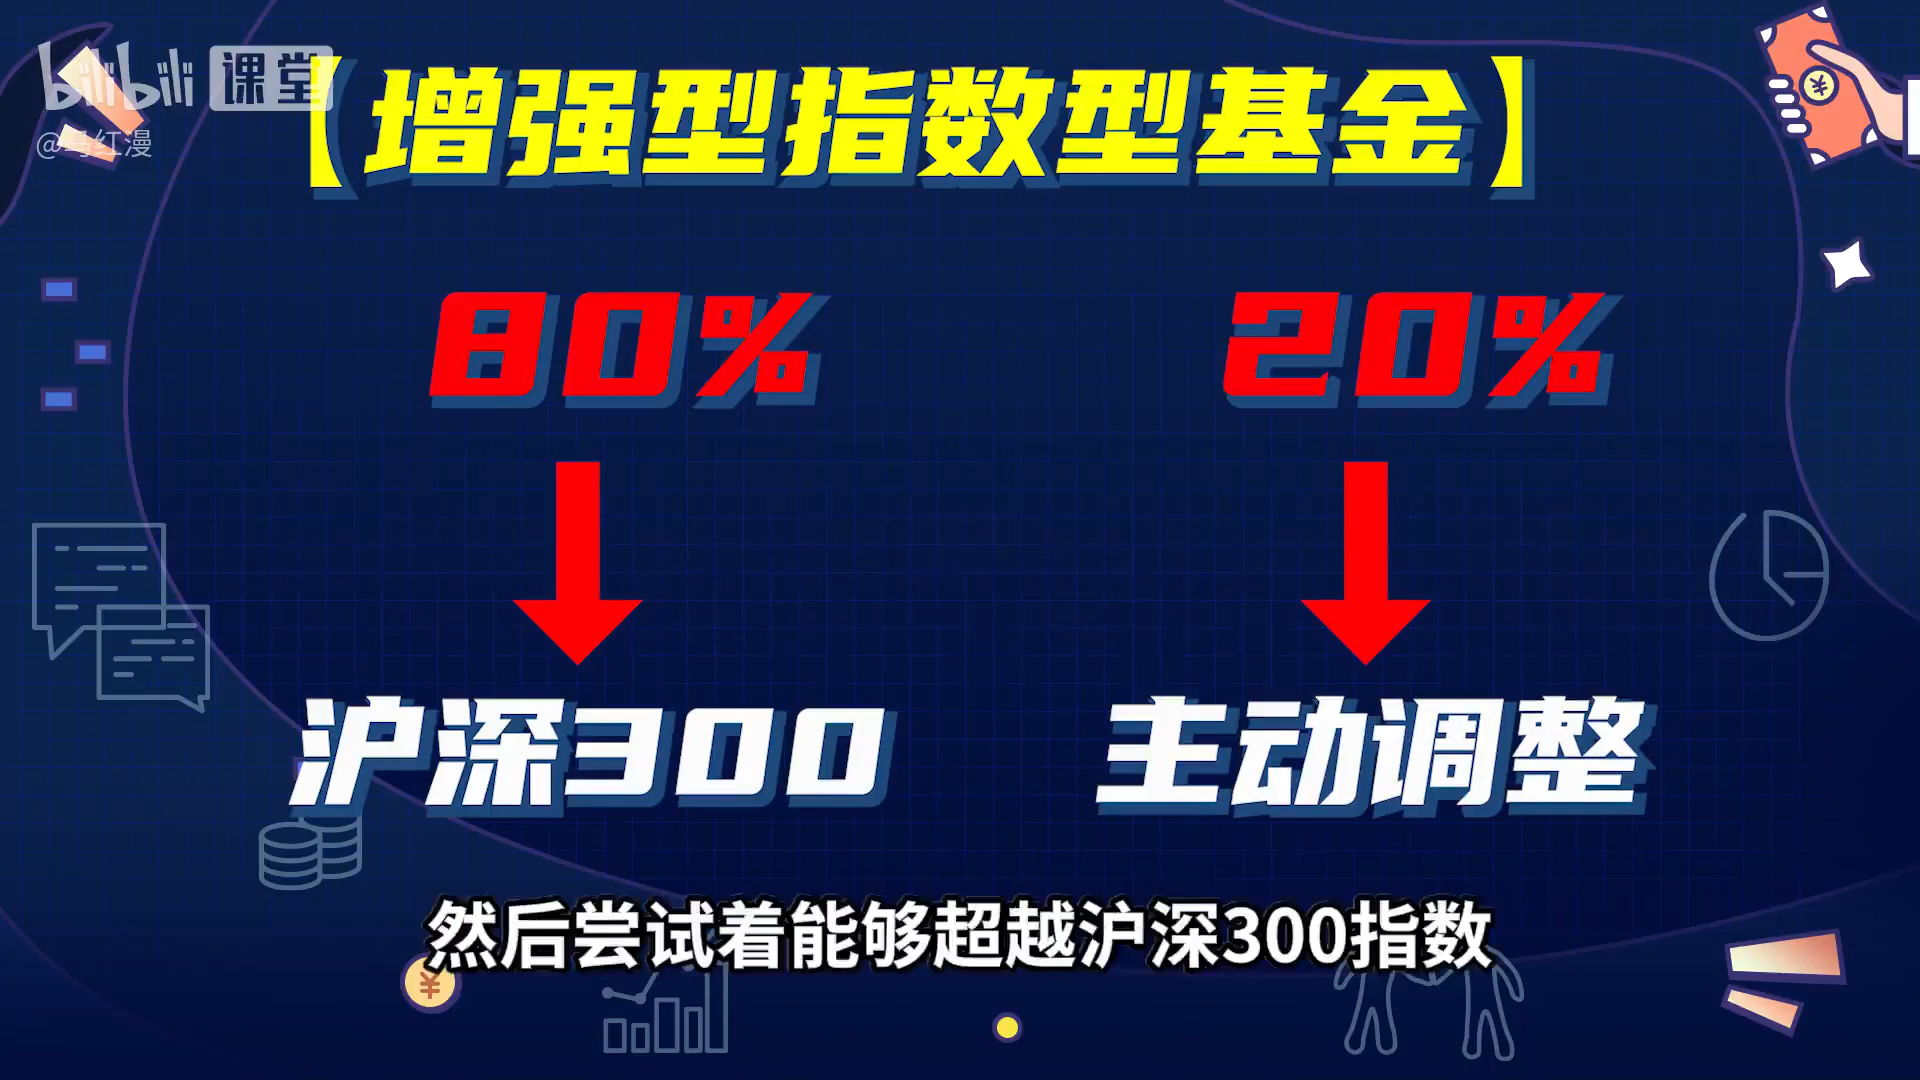 bilibili 课堂
@马红漫
【增强型指数型基金】
80% 20%
沪深300 主动调整
然后尝试着能够超越沪深300指数